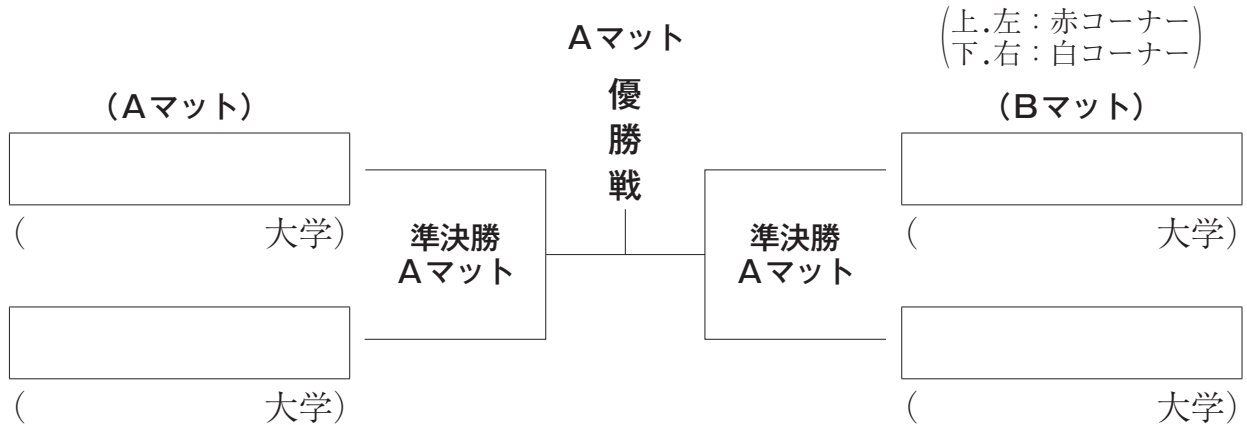 Aマット
(上.左：赤コーナー
下.右：白コーナー)
(Aマット)
優勝戦
(Bマット)
(　　　　大学)
準決勝
Aマット
準決勝
Aマット
(　　　　大学)
(　　　　大学)
(　　　　大学)